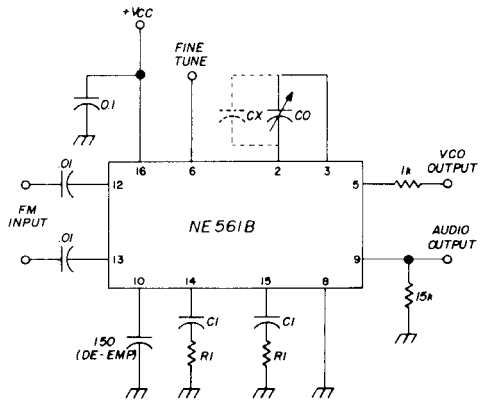 +VCC
FINE
TUNE
0.1
CX
CO
.01
16
6
2
3
VCO
OUTPUT
12
5
1k
FM
INPUT
NE561B
.01
AUDIO
OUTPUT
13
9
10
14
15
8
15k
150
(DE-EMP)
C1
C1
R1
R1